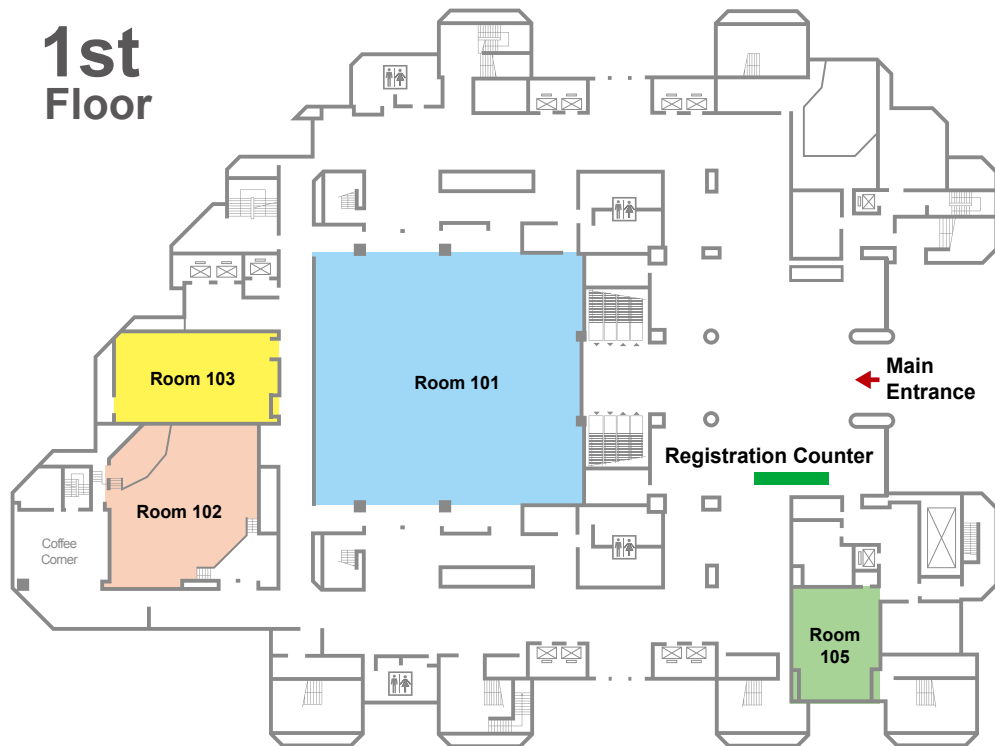 1st
Floor
Main
Entrance
Room 103
Room 101
Registration Counter
Room 102
Coffee
Corner
Room
105